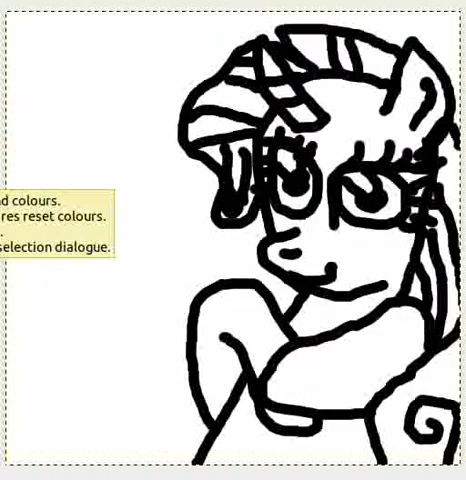 colours.
res reset colours.
selection dialogue.